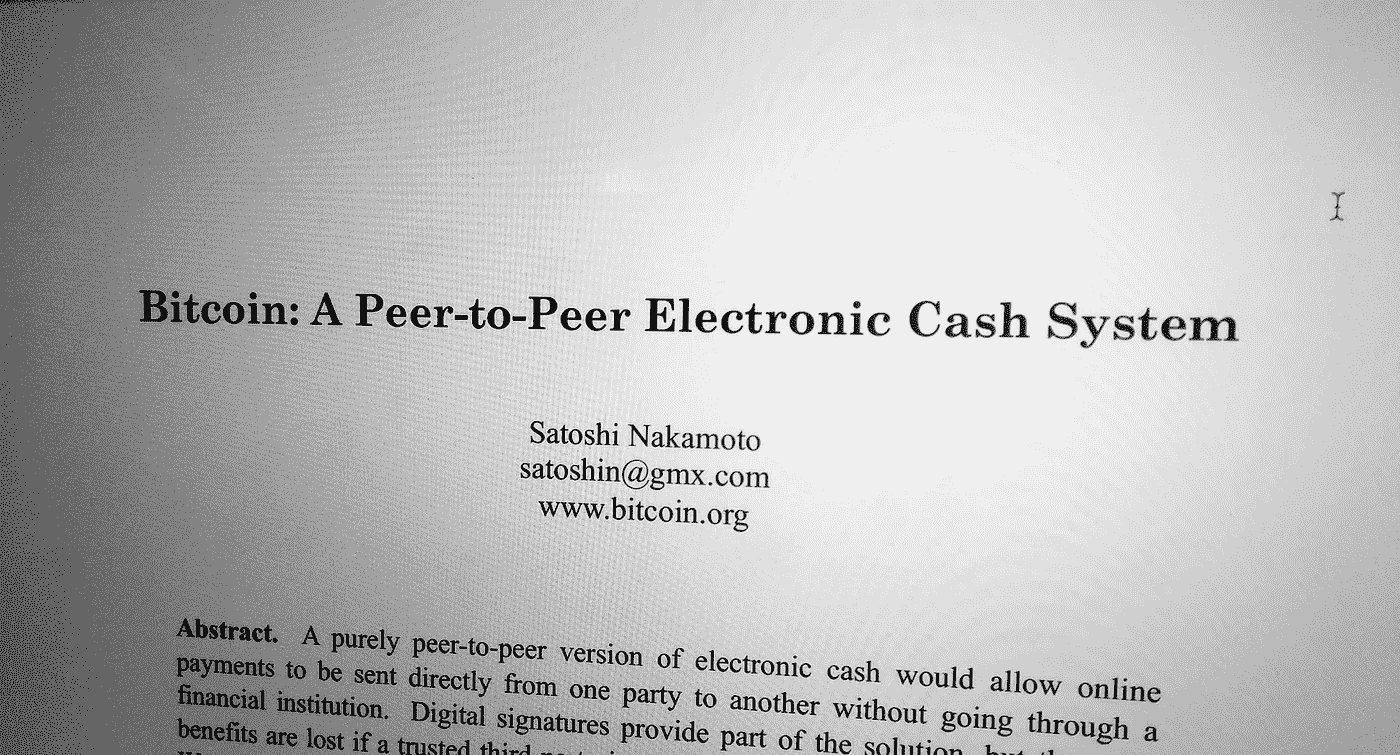 Bitcoin: A Peer-to-Peer Electronic Cash System
Satoshi Nakamoto
satoshin@gmx.com
www.bitcoin.org
Abstract. A purely peer-to-peer version of electronic cash would allow online
payments to be sent directly from one party to another without going through a
financial institution. Digital signatures provide part of the solution, but
benefits are lost if a trusted third